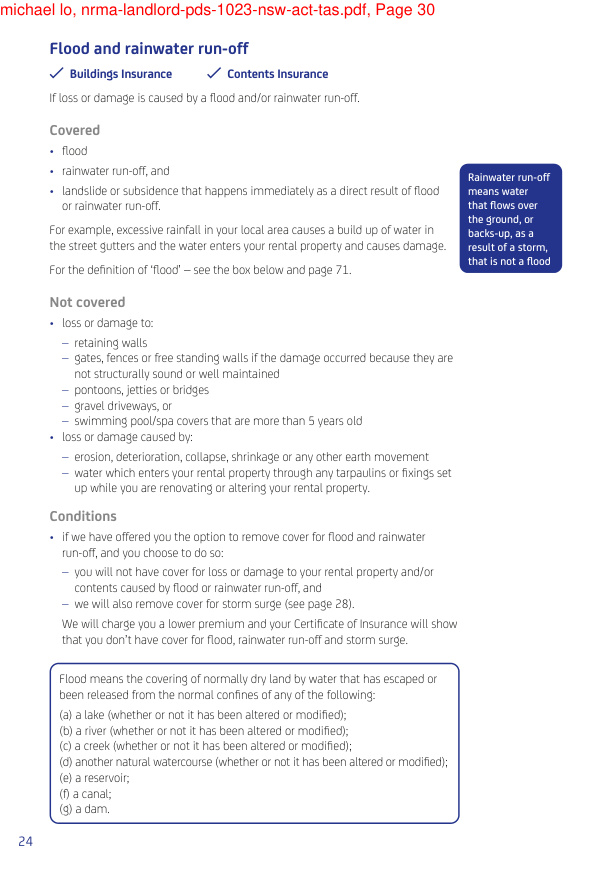 michael lo, nrma-landlord-pds-1023-nsw-act-tas.pdf, Page 30
Flood and rainwater run-off
✓ Buildings Insurance ✓ Contents Insurance
If loss or damage is caused by a flood and/or rainwater run-off.
Covered
• flood
• rainwater run-off, and
• landslide or subsidence that happens immediately as a direct result of flood
or rainwater run-off.
For example, excessive rainfall in your local area causes a build up of water in
the street gutters and the water enters your rental property and causes damage.
For the definition of ‘flood’ – see the box below and page 71.
Rainwater run-off
means water
that flows over
the ground, or
backs-up, as a
result of a storm,
that is not a flood
Not covered
• loss or damage to:
– retaining walls
– gates, fences or free standing walls if the damage occurred because they are
not structurally sound or well maintained
– pontoons, jetties or bridges
– gravel driveways, or
– swimming pool/spa covers that are more than 5 years old
• loss or damage caused by:
– erosion, deterioration, collapse, shrinkage or any other earth movement
– water which enters your rental property through any tarpaulins or fixings set
up while you are renovating or altering your rental property.
Conditions
• if we have offered you the option to remove cover for flood and rainwater
run-off, and you choose to do so:
– you will not have cover for loss or damage to your rental property and/or
contents caused by flood or rainwater run-off, and
– we will also remove cover for storm surge (see page 28).
We will charge you a lower premium and your Certificate of Insurance will show
that you don’t have cover for flood, rainwater run-off and storm surge.
Flood means the covering of normally dry land by water that has escaped or
been released from the normal confines of any of the following:
(a) a lake (whether or not it has been altered or modified);
(b) a river (whether or not it has been altered or modified);
(c) a creek (whether or not it has been altered or modified);
(d) another natural watercourse (whether or not it has been altered or modified);
(e) a reservoir;
(f) a canal;
(g) a dam.
24